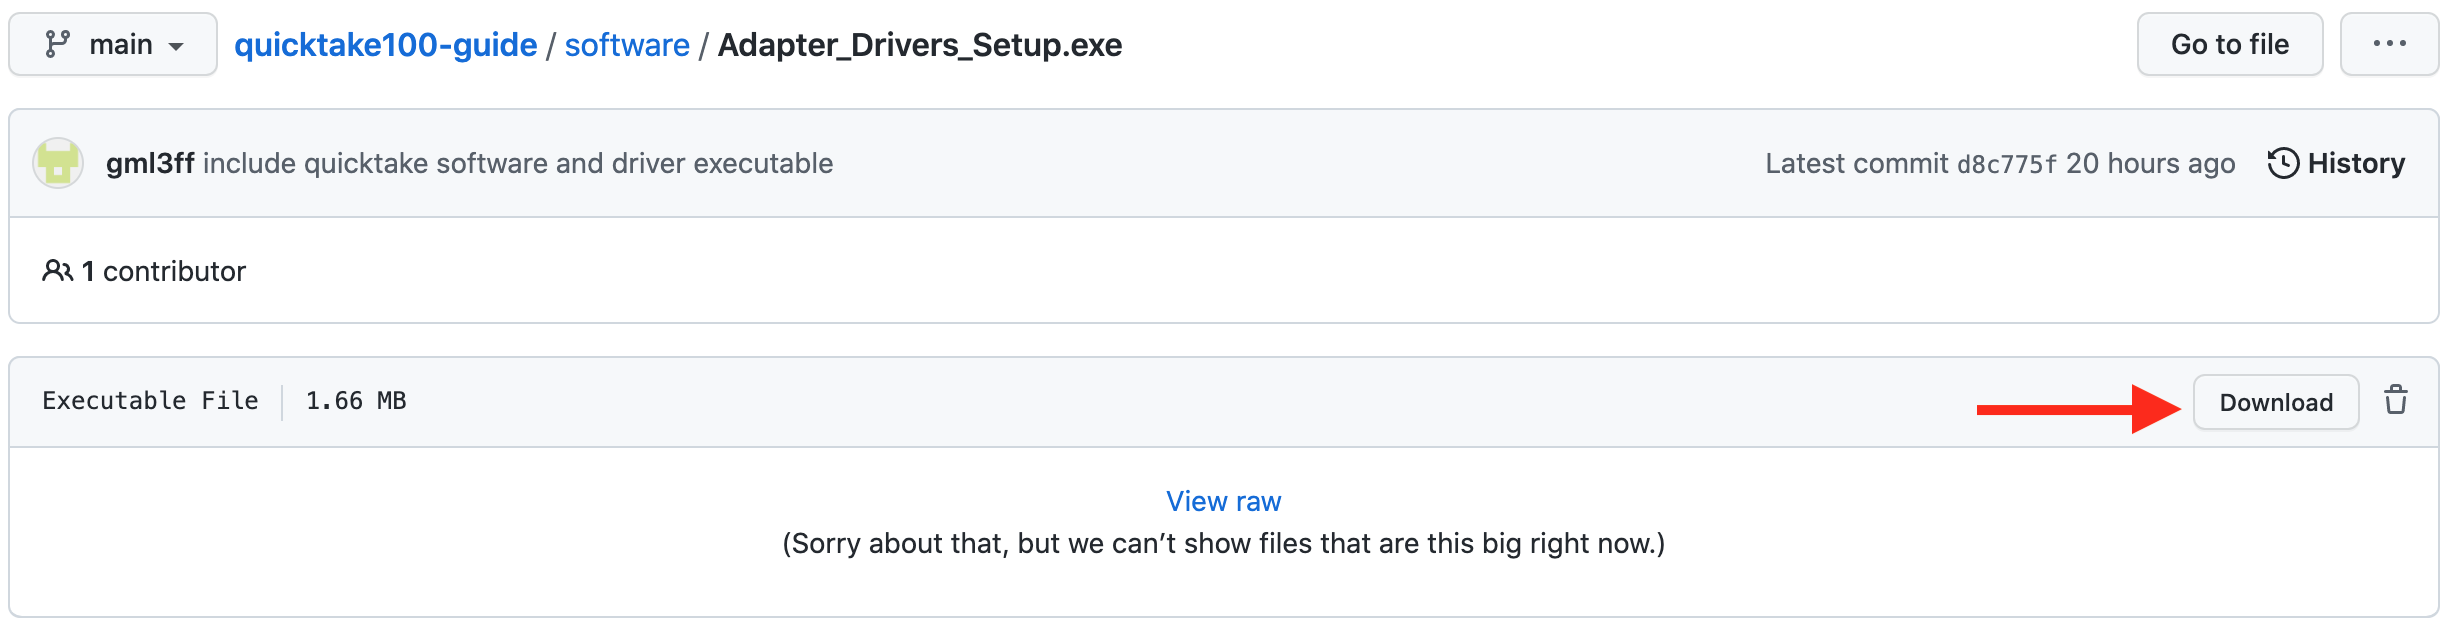 main quicktake100-guide / software / Adapter_Drivers_Setup.exe Go to file ...
gml3ff include quicktake software and driver executable Latest commit d8c775f 20 hours ago History
1 contributor
Executable File 1.66 MB Download
View raw
(Sorry about that, but we can’t show files that are this big right now.)